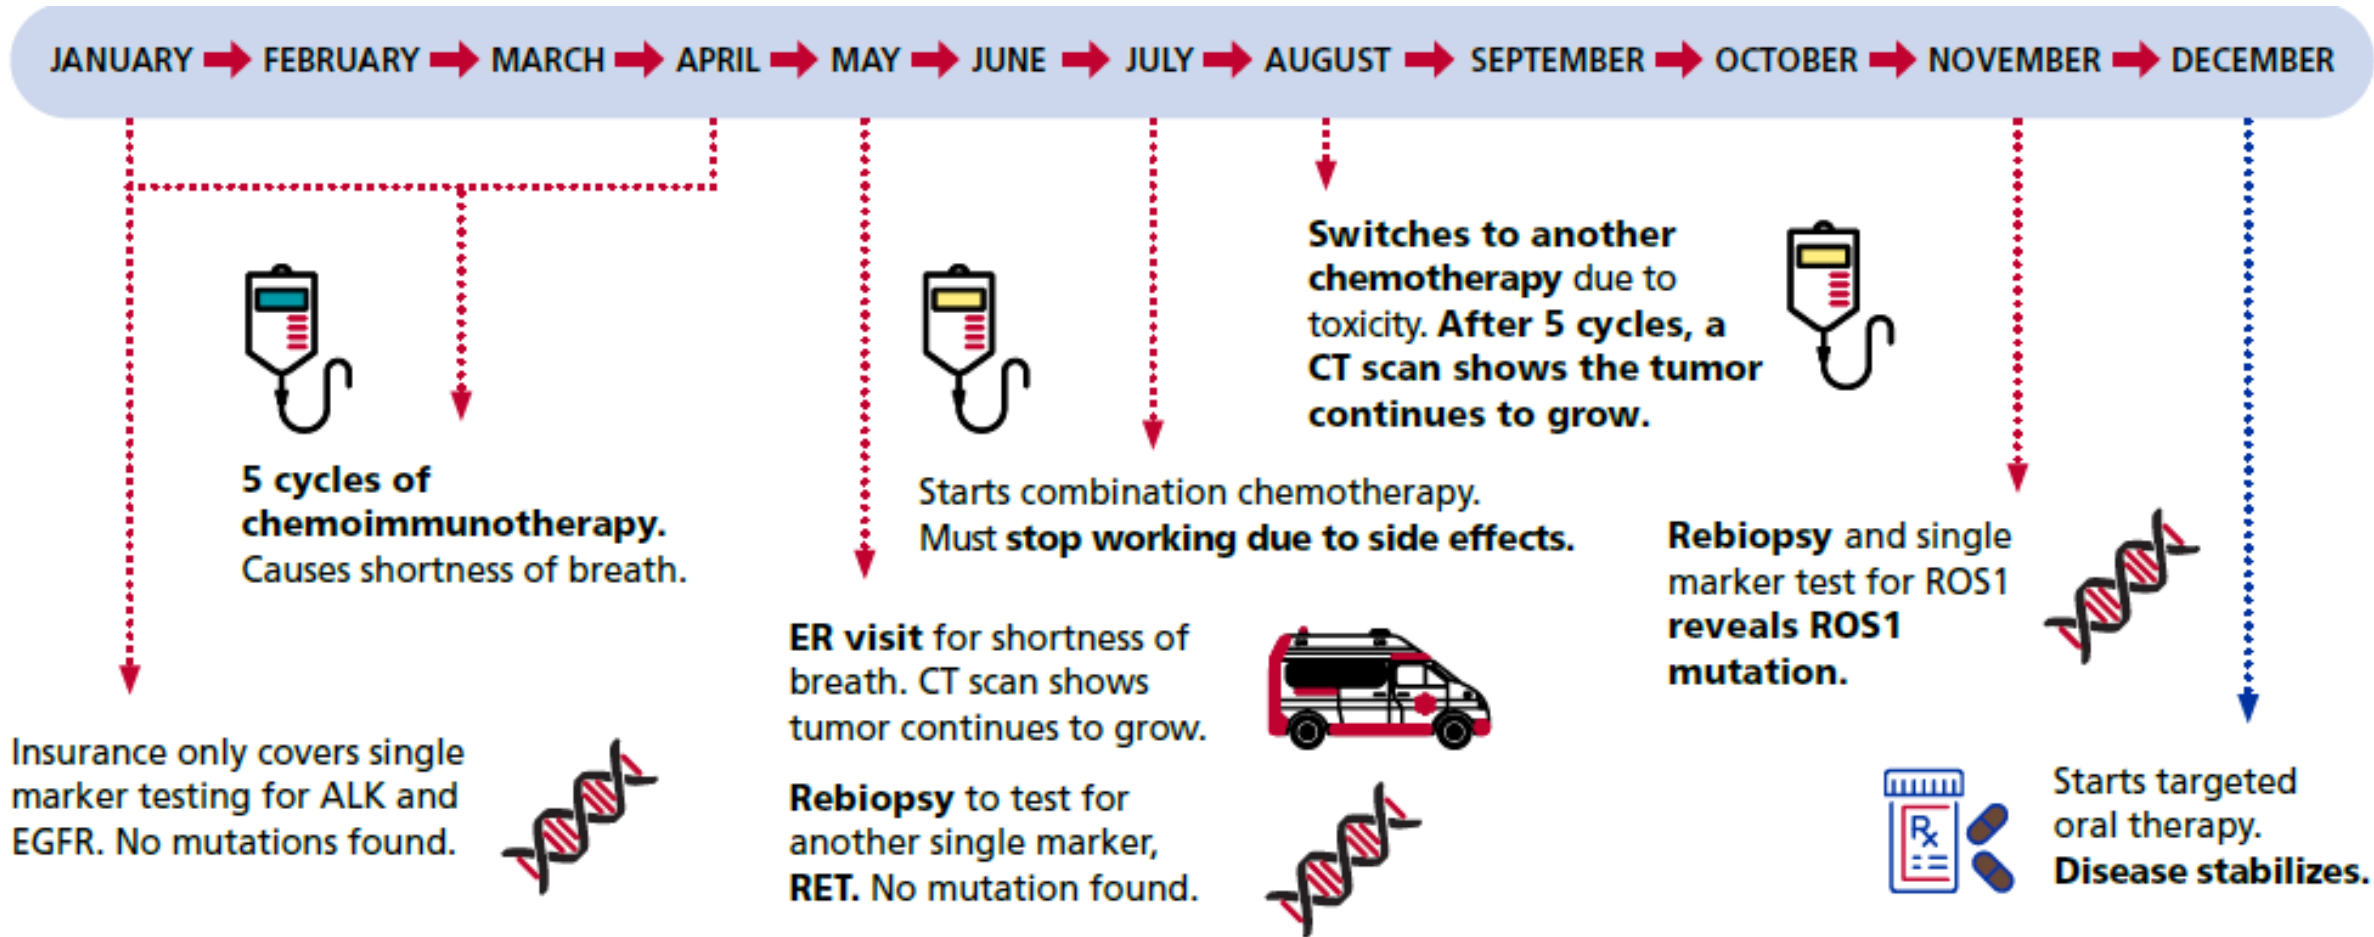 JANUARY FEBRUARY MARCH APRIL MAY JUNE JULY AUGUST SEPTEMBER OCTOBER NOVEMBER DECEMBER
Insurance only covers single
marker testing for ALK and
EGFR. No mutations found.
5 cycles of
chemoimmunotherapy.
Causes shortness of breath.
ER visit for shortness of
breath. CT scan shows
tumor continues to grow.
Rebiopsy to test for
another single marker,
RET. No mutation found.
Starts combination chemotherapy.
Must stop working due to side effects.
Switches to another
chemotherapy due to
toxicity. After 5 cycles, a
CT scan shows the tumor
continues to grow.
Rebiopsy and single
marker test for ROS1
reveals ROS1
mutation.
Rx
Starts targeted
oral therapy.
Disease stabilizes.